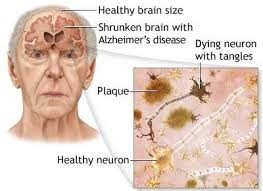 Healthy brain size
Shrunken brain with
Alzheimer's disease
Dying neuron
with tangles
Plaque
Healthy neuron